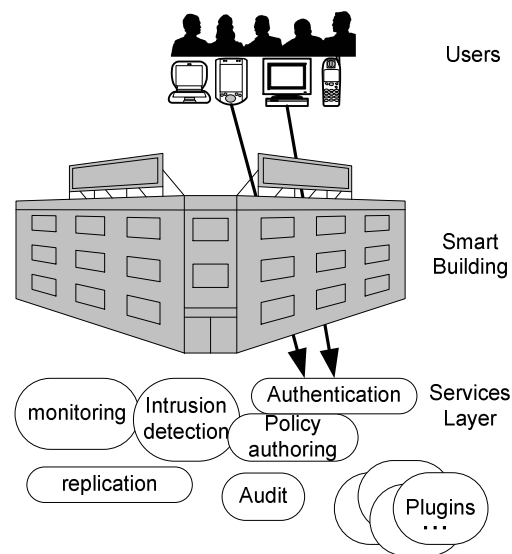 Users
Smart
Building
Services
Layer
Authentication
monitoring
Intrusion
detection
Policy
authoring
replication
Audit
Plugins
...